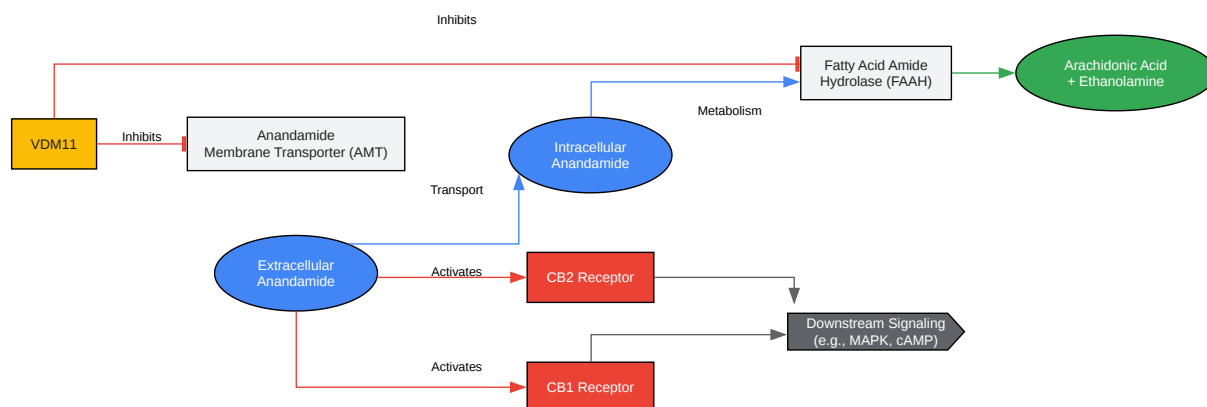 Inhibits
Fatty Acid Amide
Hydrolase (FAAH)
Arachidonic Acid
+ Ethanolamine
Metabolism
VDM11
Inhibits
Anandamide
Membrane Transporter (AMT)
Intracellular
Anandamide
Transport
Extracellular
Anandamide
Activates
CB2 Receptor
Downstream Signaling
(e.g., MAPK, cAMP)
Activates
CB1 Receptor